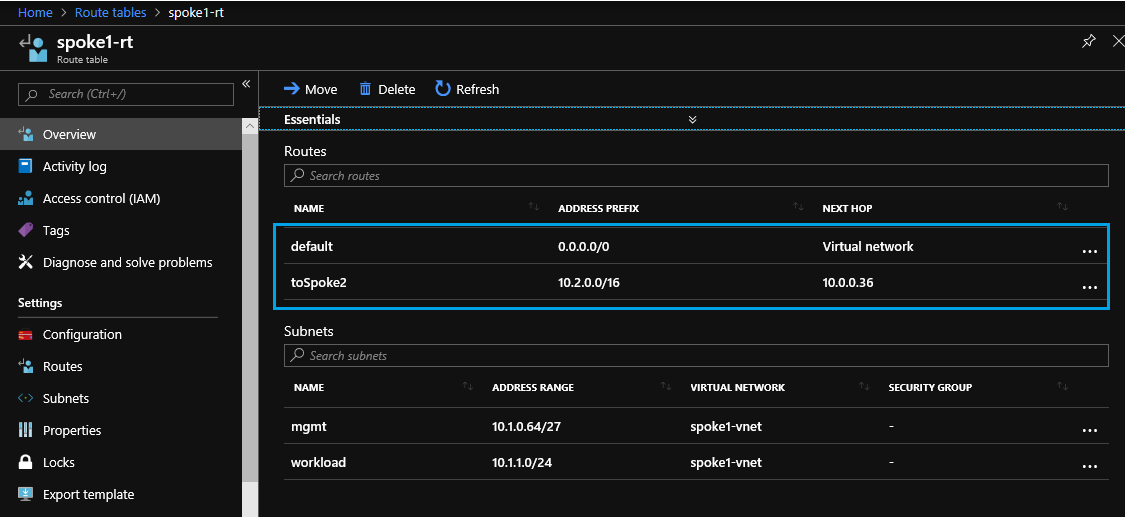 Home > Route tables > spoke1-rt
spoke1-rt
Route table
Search (Ctrl+/)
«
Overview
Activity log
Access control (IAM)
Tags
Diagnose and solve problems
Settings
Configuration
Routes
Subnets
Properties
Locks
Export template
Move Delete Refresh
Essentials
Routes
Search routes
NAME ADDRESS PREFIX NEXT HOP
default 0.0.0.0/0 Virtual network ...
toSpoke2 10.2.0.0/16 10.0.0.36 ...
Subnets
Search subnets
NAME ADDRESS RANGE VIRTUAL NETWORK SECURITY GROUP
mgmt 10.1.0.64/27 spoke1-vnet - ...
workload 10.1.1.0/24 spoke1-vnet - ...